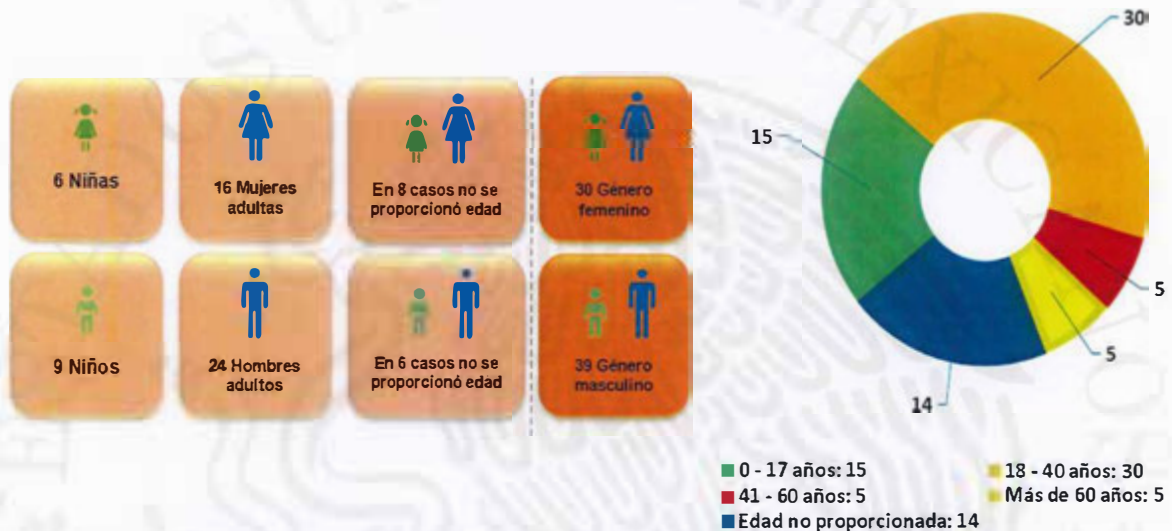 6 Niñas
16 Mujeres
adultas
En 8 casos no se
proporcionó edad
30 Género
femenino
9 Niños
24 Hombres
adultos
En 6 casos no se
proporcionó edad
39 Género
masculino
30
15
5
5
14
0 - 17 años: 15
18 - 40 años: 30
41 - 60 años: 5
Más de 60 años: 5
Edad no proporcionada: 14